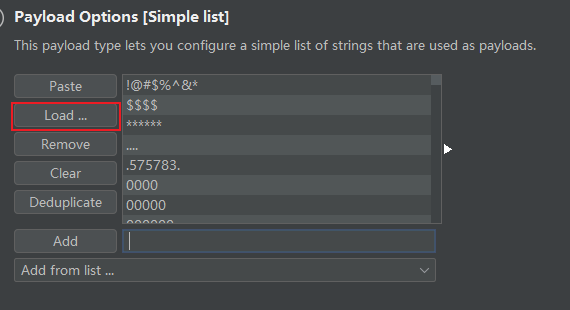 Payload Options [Simple list]
This payload type lets you configure a simple list of strings that are used as payloads.
Paste
Load ...
Remove
Clear
Deduplicate
!@#$%^&*
$$$$
******
....
.575783.
0000
00000
000000
Add
Add from list ...